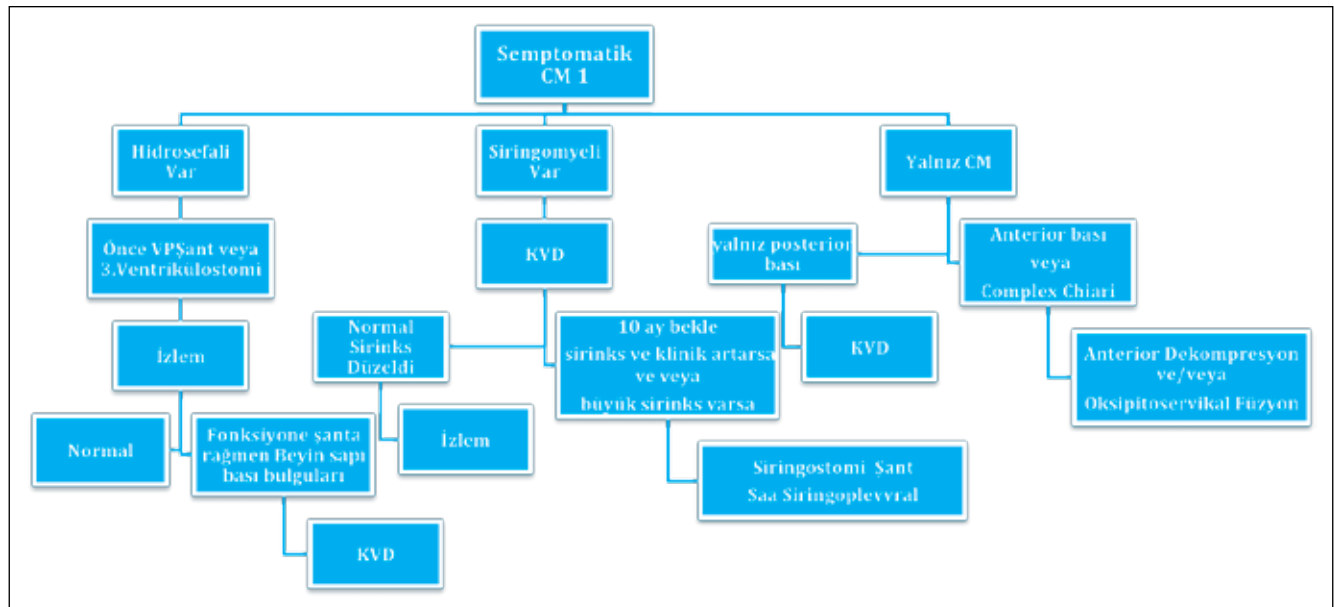 Semptomatik
CM 1
Hidrosefali
Var
Siringomyeli
Var
Yalnız CM
Önce VPŞant veya
3.Ventrikülostomi
KVD
yalnız posterior
bası
Anterior bası
veya
Complex Chiari
İzlem
Normal
Sirinks
Düzeldi
10 ay bekle
sirinks ve klinik artarsa
ve veya
büyük sirinks varsa
KVD
Anterior Dekompresyon
ve/veya
Oksipitoservikal Füzyon
Normal
Fonksiyone şanta
rağmen Beyin sapı
bası bulguları
İzlem
Siringostomi Şant
Saa Siringoplevvral
KVD